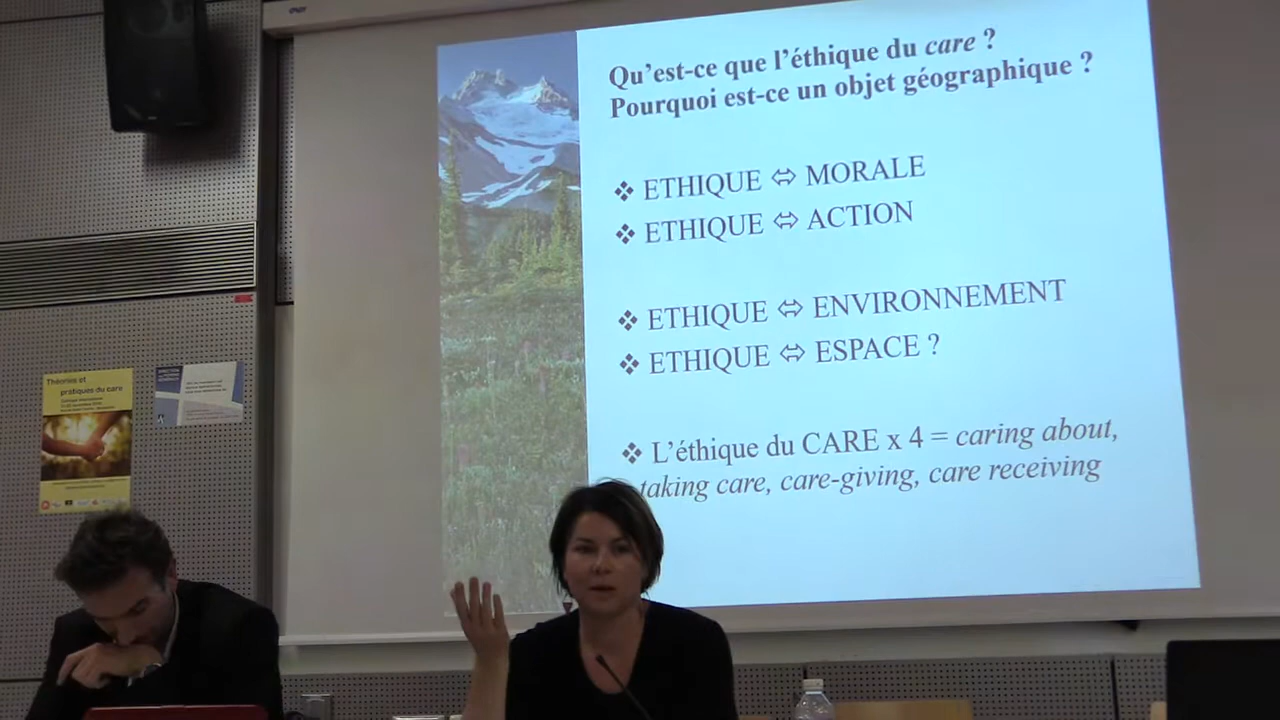 Qu'est-ce que l'éthique du care ?
Pourquoi est-ce un objet géographique ?
❖ ETHIQUE ⬄ MORALE
❖ ETHIQUE ⬄ ACTION
❖ ETHIQUE ⬄ ENVIRONNEMENT
❖ ETHIQUE ⬄ ESPACE ?
❖ L'éthique du CARE x 4 = caring about,
taking care, care-giving, care receiving
Théories et
pratiques du care